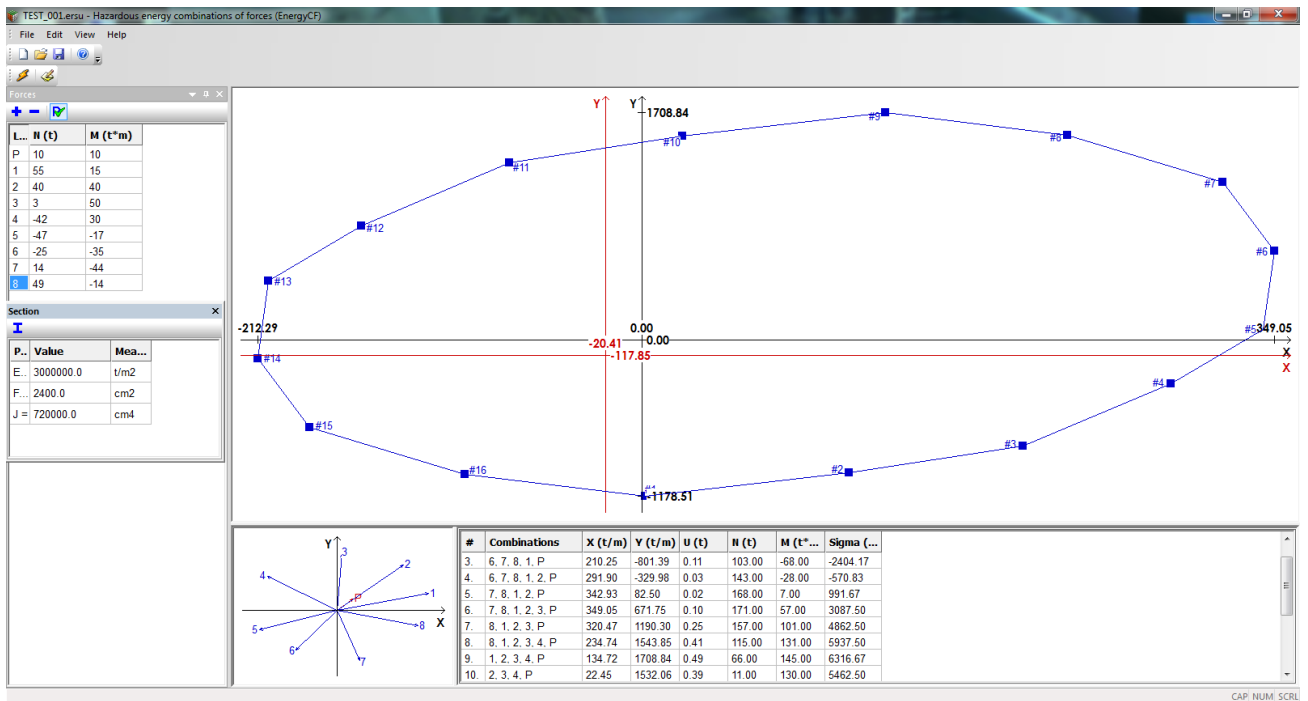 TEST_001.ersu - Hazardous energy combinations of forces (EnergyCF)
File Edit View Help
Forces
L... N (t) M (t*m)
P 10 10
1 55 15
2 40 40
3 3 50
4 -42 30
5 -47 -17
6 -25 -35
7 14 -44
8 49 -14
Section
P.. Value Mea...
E.. 3000000.0 t/m2
F... 2400.0 cm2
J = 720000.0 cm4
Y Y 1708.84
#9
#10
#8
#11
#7
#12
#6
#13
-212.29 0.00 #5 349.05
-20.41 0.00 X
#14 -117.85 X
#4
#15
#3
#16 #2
#1 -1178.51
Y
3
2
4
P 1
5 8 X
6
7
# Combinations X (t/m) Y (t/m) U (t) N (t) M (t*... Sigma (...
3. 6, 7, 8, 1, P 210.25 -801.39 0.11 103.00 -68.00 -2404.17
4. 6, 7, 8, 1, 2, P 291.90 -329.98 0.03 143.00 -28.00 -570.83
5. 7, 8, 1, 2, P 342.93 82.50 0.02 168.00 7.00 991.67
6. 7, 8, 1, 2, 3, P 349.05 671.75 0.10 171.00 57.00 3087.50
7. 8, 1, 2, 3, P 320.47 1190.30 0.25 157.00 101.00 4862.50
8. 8, 1, 2, 3, 4, P 234.74 1543.85 0.41 115.00 131.00 5937.50
9. 1, 2, 3, 4, P 134.72 1708.84 0.49 66.00 145.00 6316.67
10. 2, 3, 4, P 22.45 1532.06 0.39 11.00 130.00 5462.50
CAP NUM SCRL